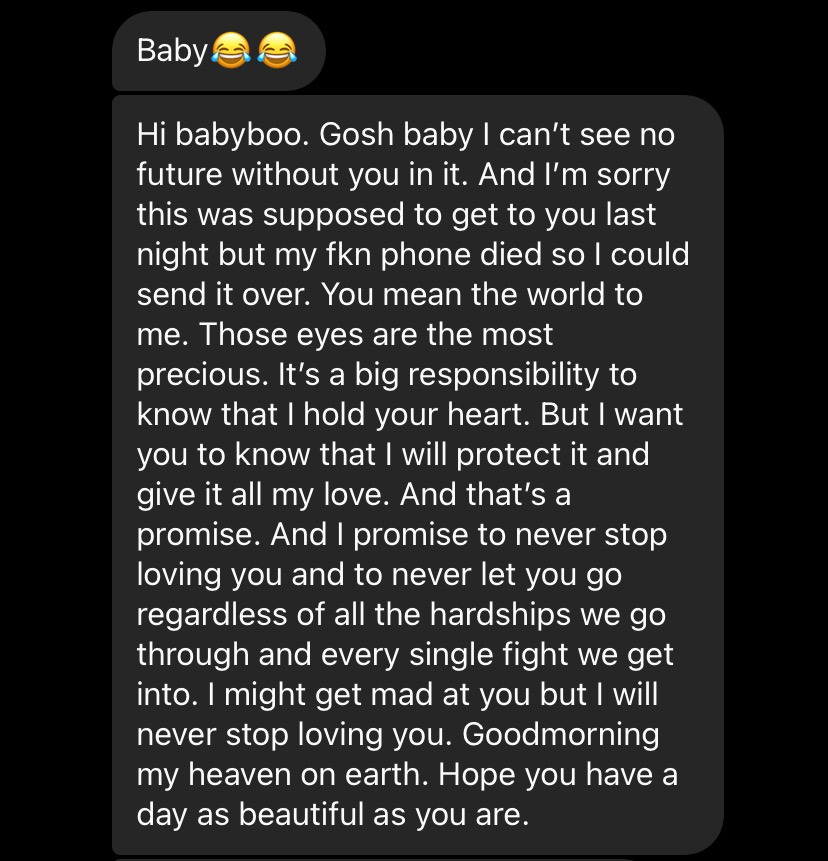 Baby😂😂
Hi babyboo. Gosh baby I can’t see no
future without you in it. And I’m sorry
this was supposed to get to you last
night but my fkn phone died so I could
send it over. You mean the world to
me. Those eyes are the most
precious. It’s a big responsibility to
know that I hold your heart. But I want
you to know that I will protect it and
give it all my love. And that’s a
promise. And I promise to never stop
loving you and to never let you go
regardless of all the hardships we go
through and every single fight we get
into. I might get mad at you but I will
never stop loving you. Goodmorning
my heaven on earth. Hope you have a
day as beautiful as you are.